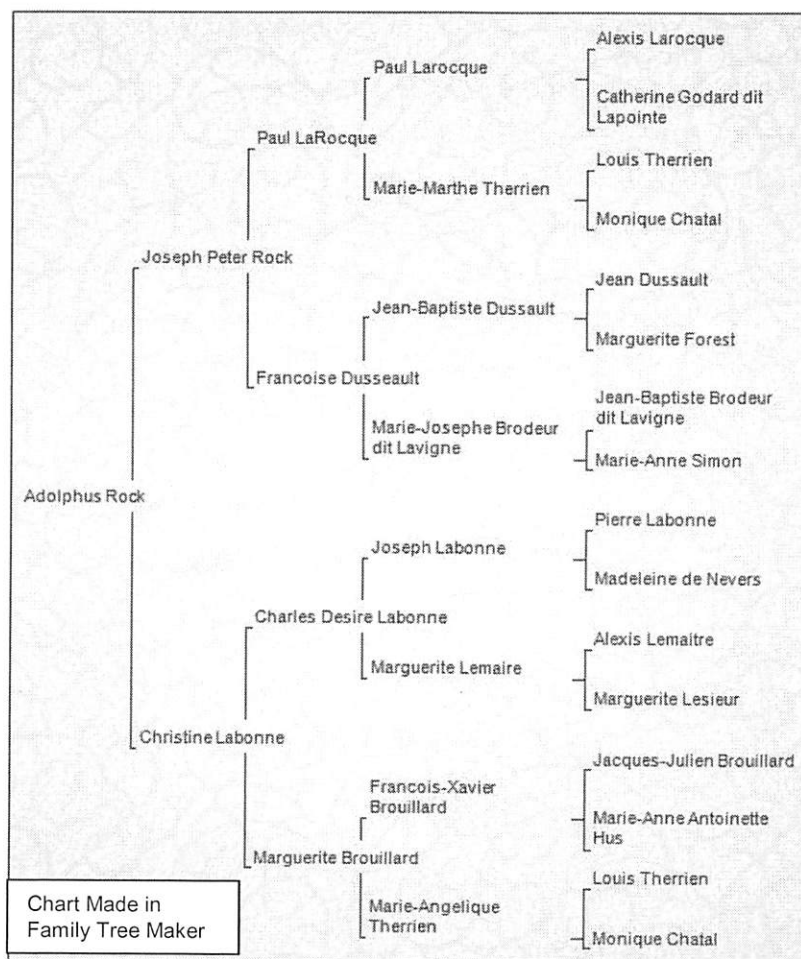 Alexis Larocque
Paul Larocque
Catherine Godard dit
Lapointe
Paul LaRocque
Louis Therrien
Marie-Marthe Therrien
Monique Chatal
Joseph Peter Rock
Jean Dussault
Jean-Baptiste Dussault
Marguerite Forest
Francoise Dusseault
Jean-Baptiste Brodeur
dit Lavigne
Marie-Josephe Brodeur
dit Lavigne
Marie-Anne Simon
Adolphus Rock
Pierre Labonne
Joseph Labonne
Madeleine de Nevers
Charles Desire Labonne
Alexis Lemaitre
Marguerite Lemaire
Marguerite Lesieur
Christine Labonne
Jacques-Julien Brouillard
Francois-Xavier
Brouillard
Marie-Anne Antoinette
Hus
Marguerite Brouillard
Louis Therrien
Marie-Angelique
Therrien
Monique Chatal
Chart Made in
Family Tree Maker